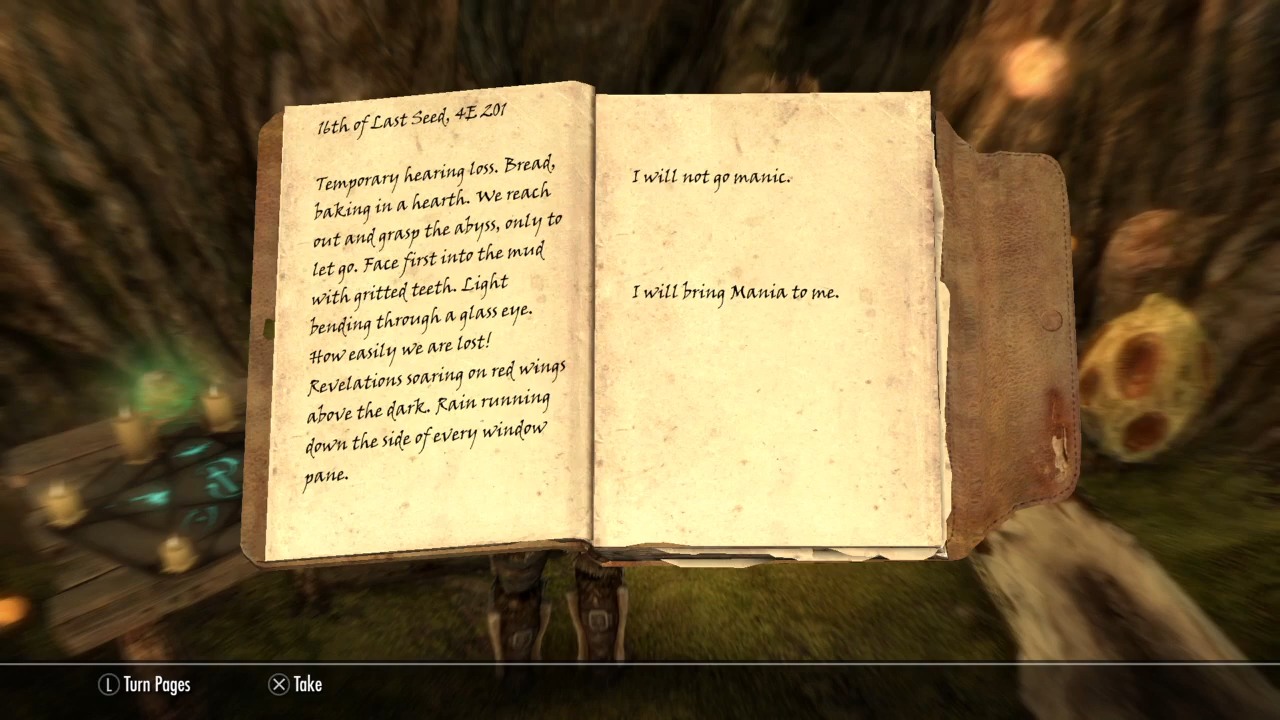 16th of Last Seed, 4E 201
Temporary hearing loss. Bread,
baking in a hearth. We reach
out and grasp the abyss, only to
let go. Face first into the mud
with gritted teeth. Light
bending through a glass eye.
How easily we are lost!
Revelations soaring on red wings
above the dark. Rain running
down the side of every window
pane.
I will not go manic.
I will bring Mania to me.
L Turn Pages
X Take